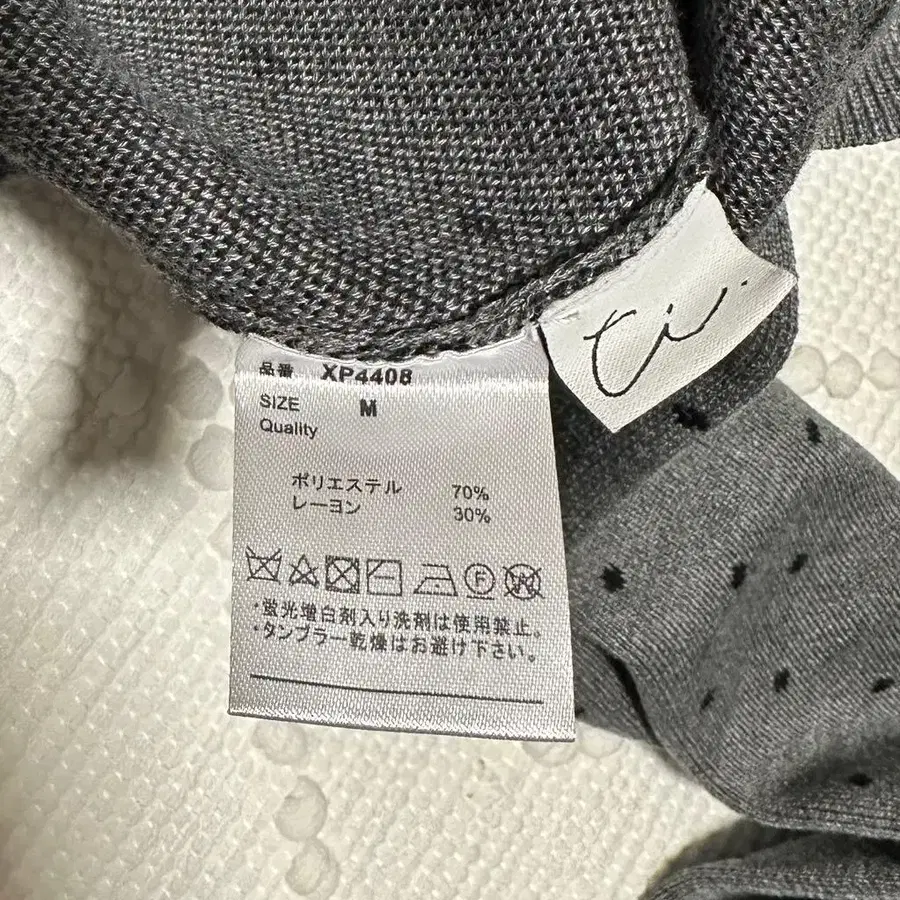 品番 XP4408
SIZE M
Quality
ポリエステル 70%
レーヨン 30%
F
W
・蛍光増白剤入り洗剤は使用禁止。
・タンブラー乾燥はお避け下さい。